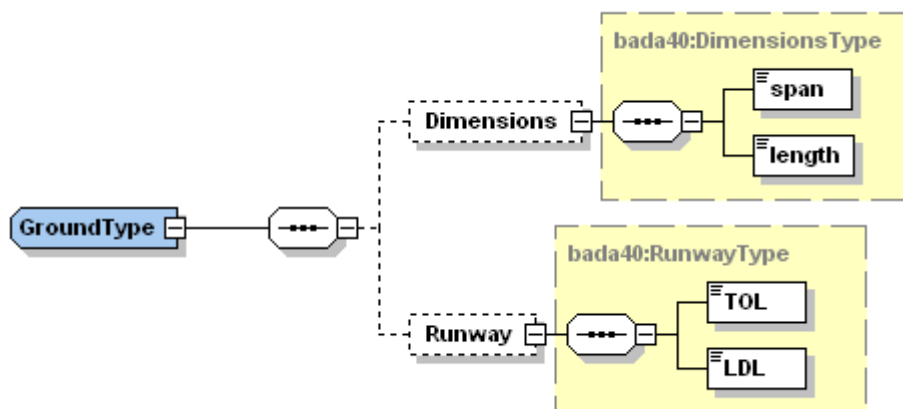 bada40:DimensionsType
span
Dimensions
length
GroundType
bada40:RunwayType
TOL
Runway
LDL